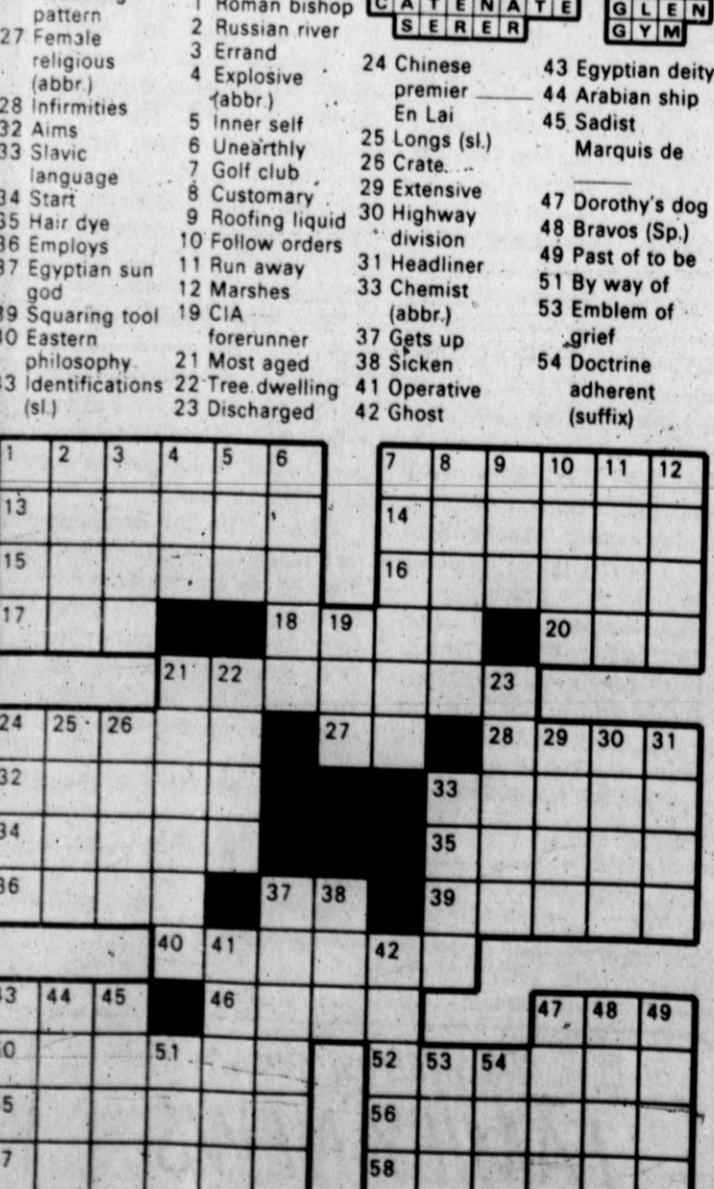 pattern
27 Female
religious
(abbr.)
28 Infirmities
32 Aims
33 Slavic
language
34 Start
35 Hair dye
36 Employs
37 Egyptian sun
god
39 Squaring tool
40 Eastern
philosophy
43 Identifications
(sl.)
1 Roman bishop
2 Russian river
3 Errand
4 Explosive
(abbr.)
5 Inner self
6 Unearthly
7 Golf club
8 Customary
9 Roofing liquid
10 Follow orders
11 Run away
12 Marshes
19 CIA
forerunner
21 Most aged
22 Tree dwelling
23 Discharged
CATENATE
SERER
24 Chinese
premier ____
En Lai
25 Longs (sl.)
26 Crate
29 Extensive
30 Highway
division
31 Headliner
33 Chemist
(abbr.)
37 Gets up
38 Sicken
41 Operative
42 Ghost
GLEN
GYM
43 Egyptian deity
44 Arabian ship
45 Sadist
Marquis de
____
47 Dorothy's dog
48 Bravos (Sp.)
49 Past of to be
51 By way of
53 Emblem of
grief
54 Doctrine
adherent
(suffix)
1 2 3 4 5 6 7 8 9 10 11 12
13 14
15 16
17 18 19 20
21 22 23
24 25 26 27 28 29 30 31
32 33
34 35
36 37 38 39
40 41 42
43 44 45 46 47 48 49
50 51 52 53 54
55 56
57 58